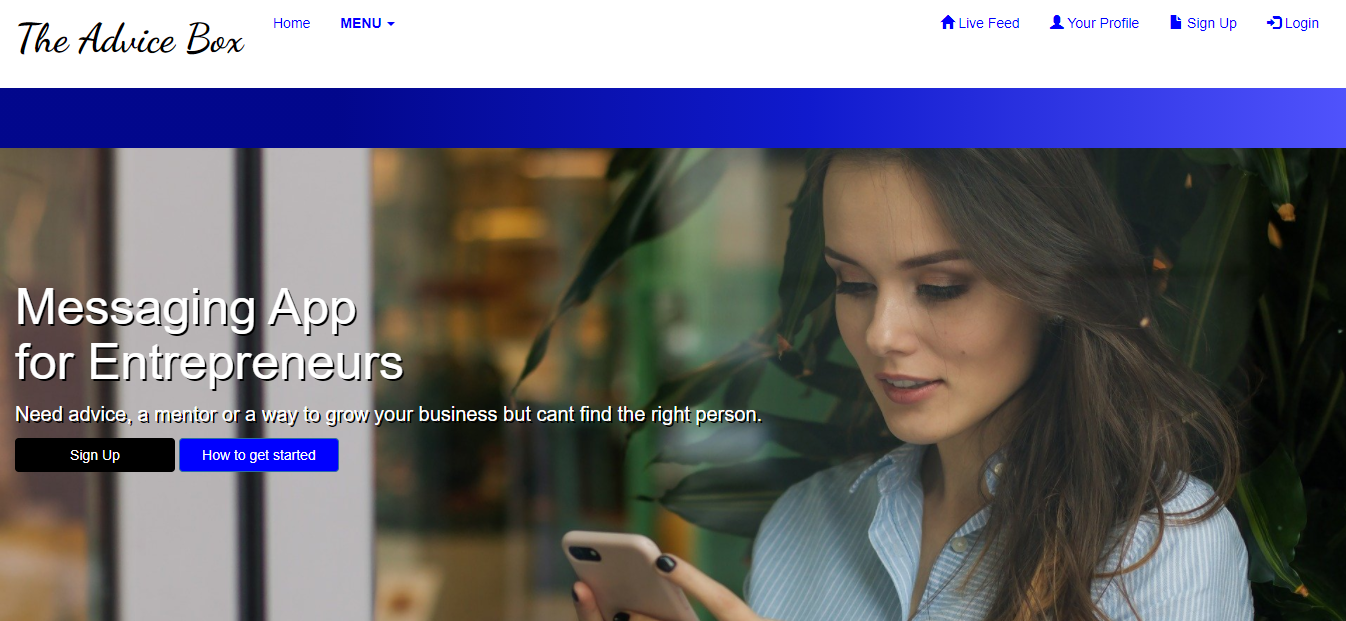 The Advice Box
Home
MENU
Live Feed
Your Profile
Sign Up
Login
Messaging App
for Entrepreneurs
Need advice, a mentor or a way to grow your business but cant find the right person.
Sign Up
How to get started